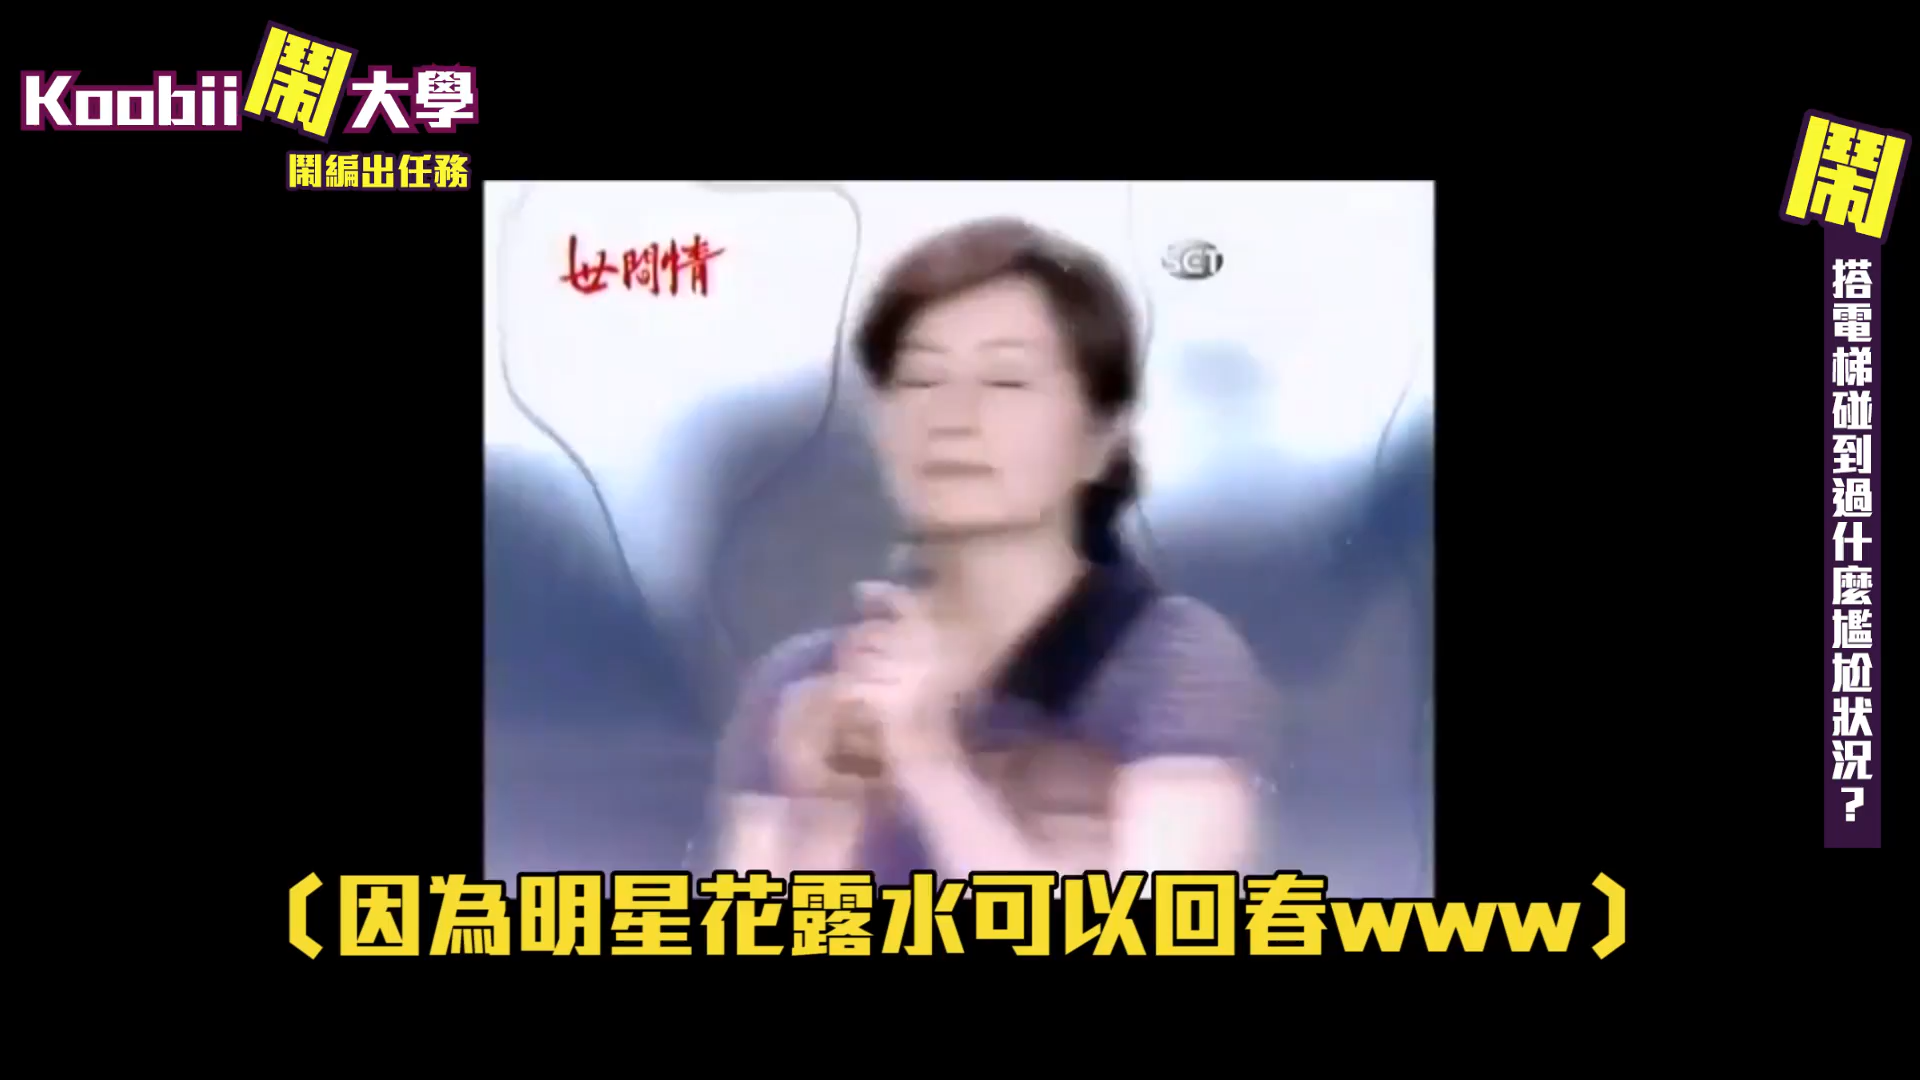 Koobii鬧大學
鬧編出任務
世間情
SET
鬧
搭電梯碰到過什麼尷尬狀況？
（因為明星花露水可以回春www）